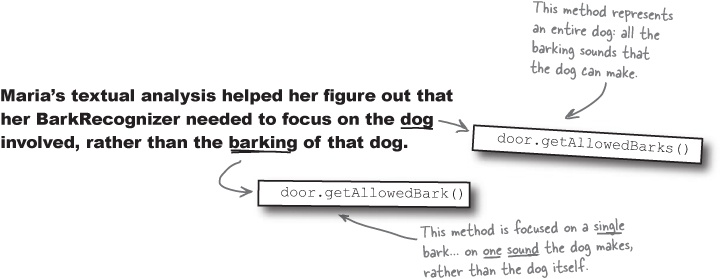 This method represents
an entire dog: all the
barking sounds that
the dog can make.
Maria’s textual analysis helped her figure out that
her BarkRecognizer needed to focus on the dog
involved, rather than the barking of that dog.
door.getAllowedBarks()
door.getAllowedBark()
This method is focused on a single
bark... on one sound the dog makes,
rather than the dog itself.